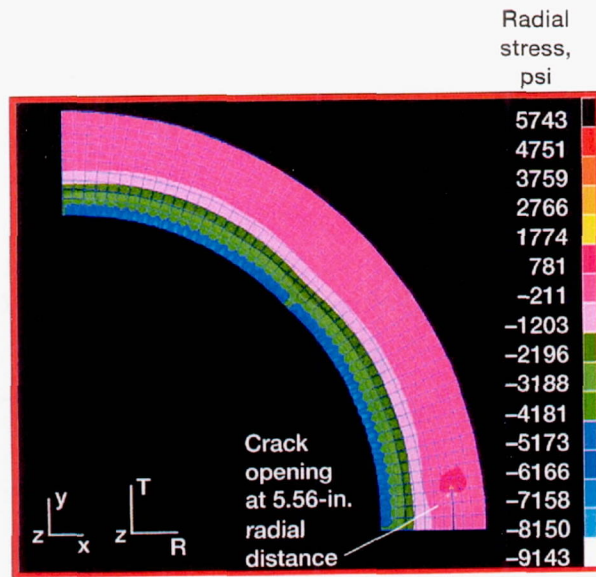 Radial
stress,
psi
5743
4751
3759
2766
1774
781
−211
−1203
−2196
−3188
−4181
−5173
−6166
−7158
−8150
−9143
Crack
opening
at 5.56-in.
radial
distance
y
z
x
T
z
R